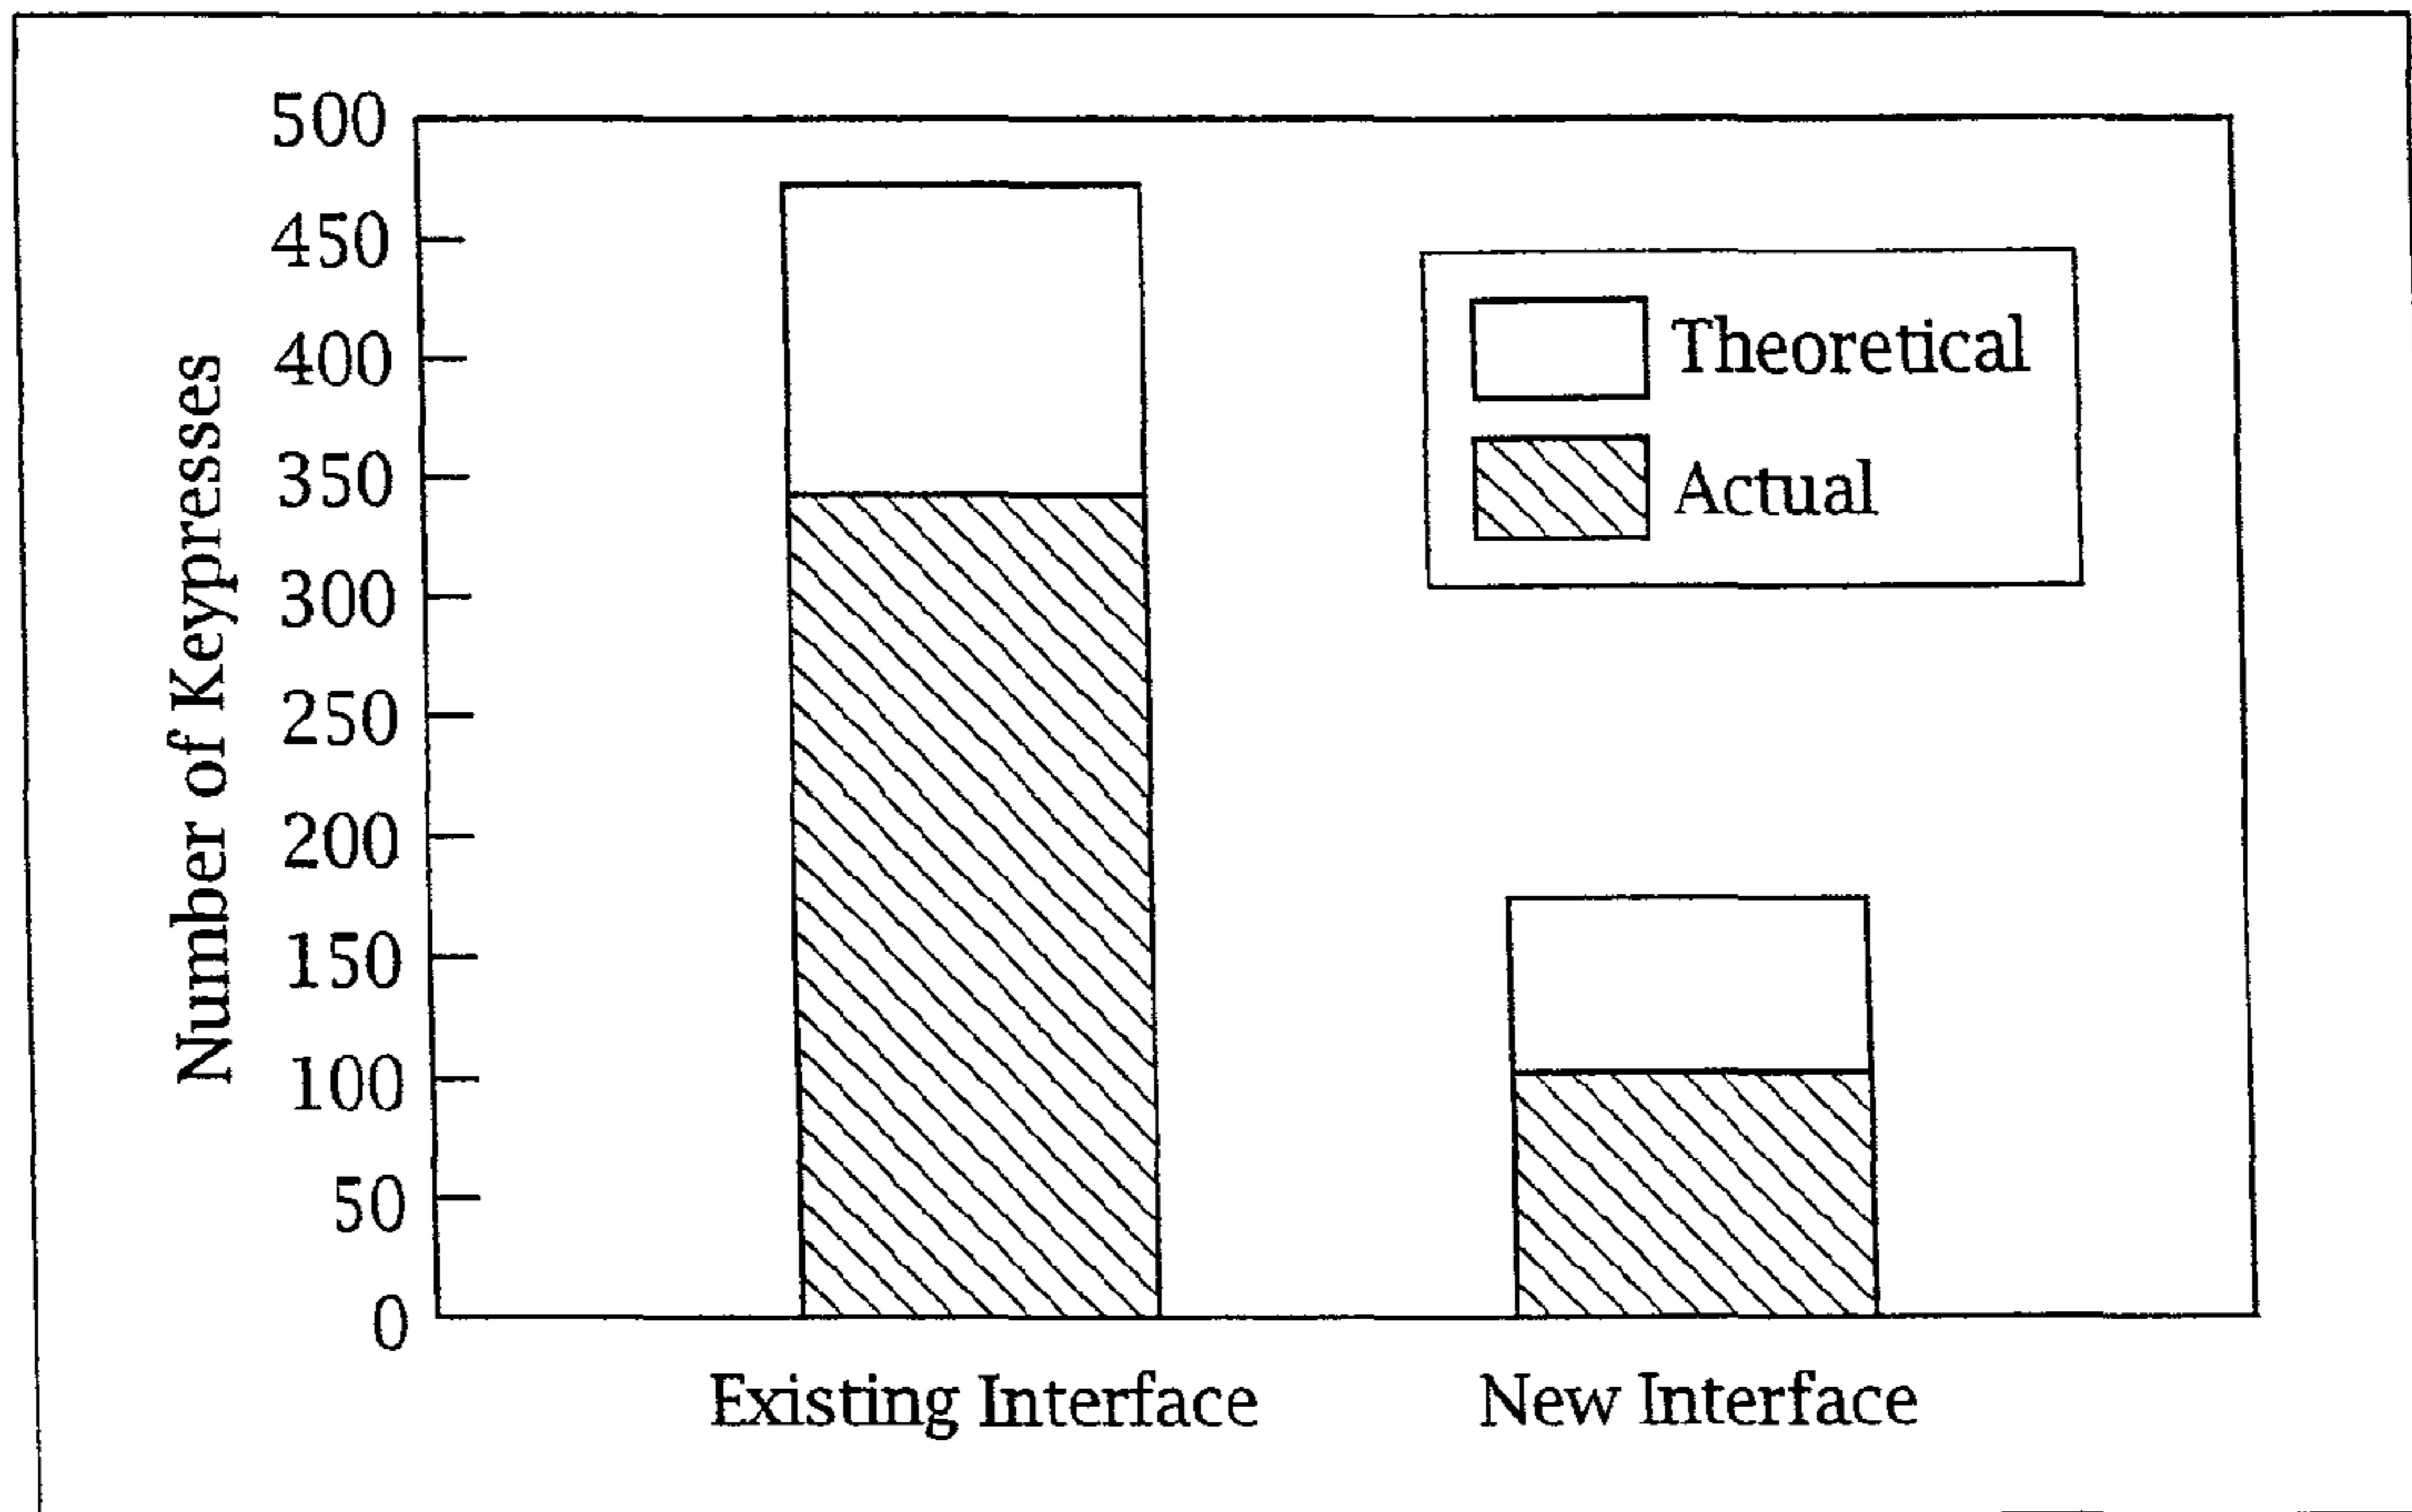 500
450
400
350
300
250
200
150
100
50
0
Number of Keypresses
Theoretical
Actual
Existing Interface
New Interface